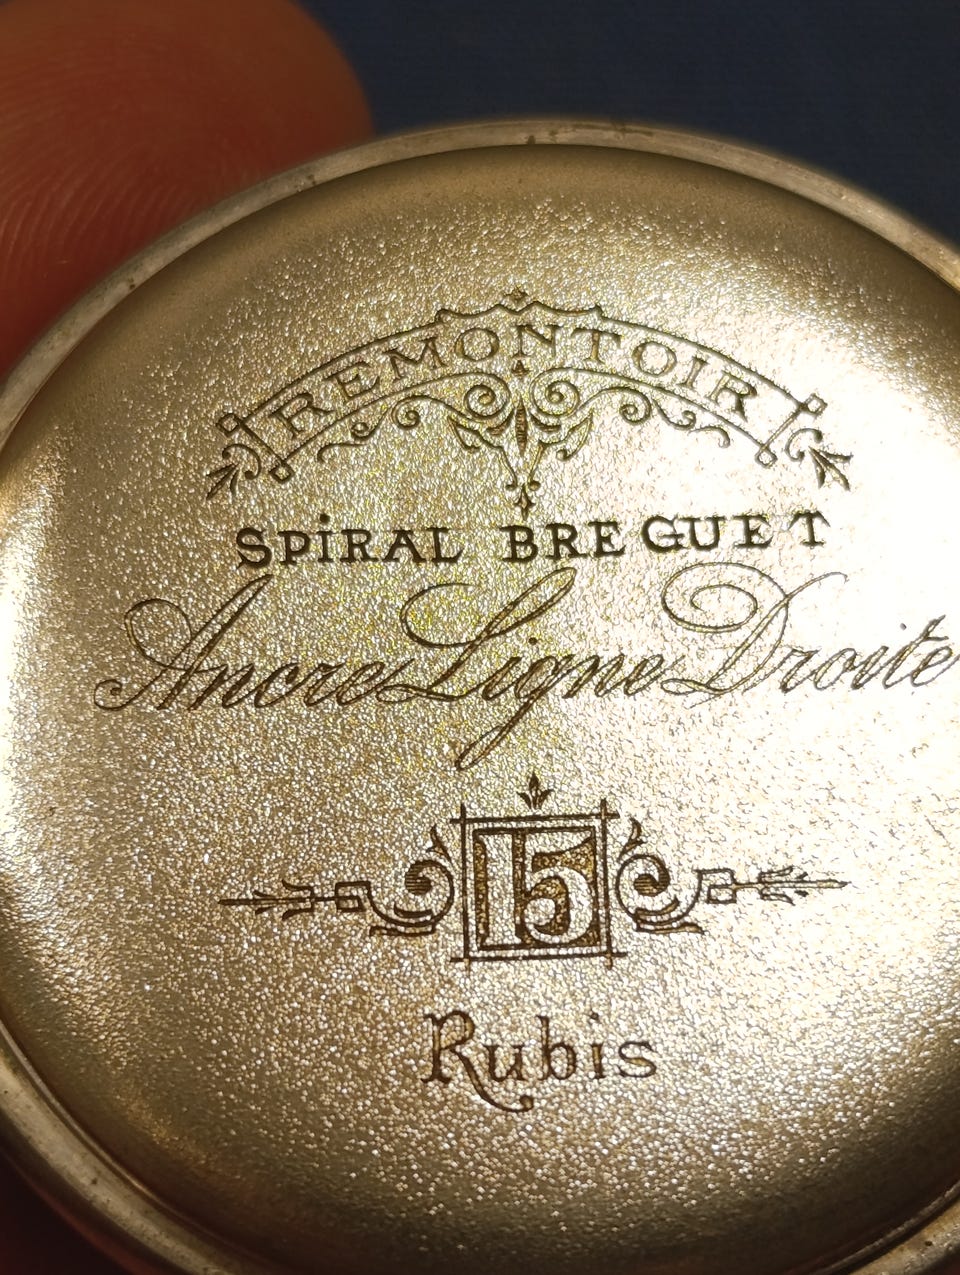 REMONTOIR
SPiRAL BREGUET
Ancre Ligne Droite
15
Rubis